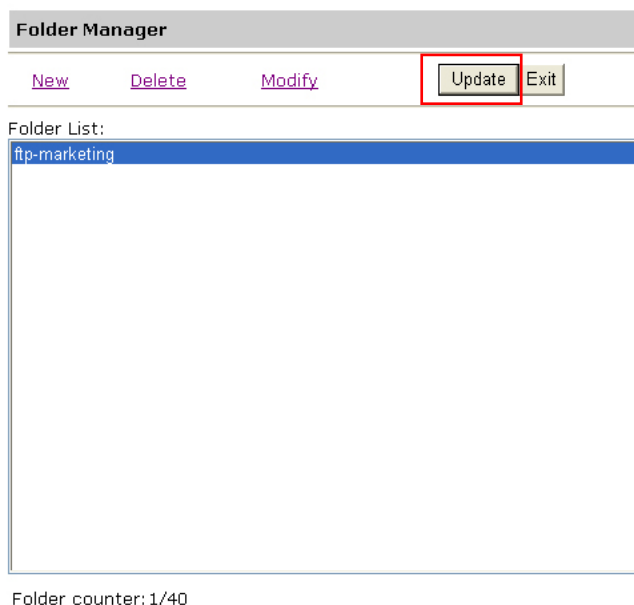 Folder Manager
New Delete Modify Update Exit
Folder List:
ftp-marketing
Folder counter: 1/40